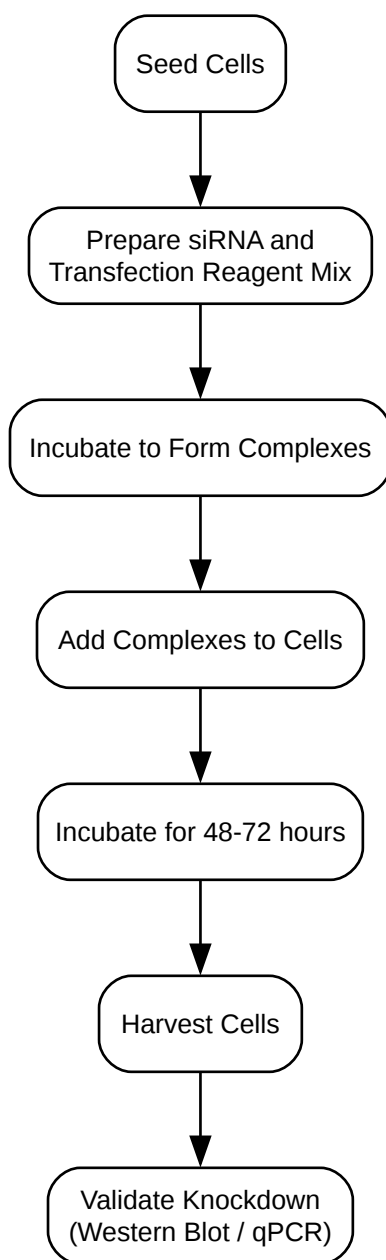 Seed Cells
Prepare siRNA and
Transfection Reagent Mix
Incubate to Form Complexes
Add Complexes to Cells
Incubate for 48-72 hours
Harvest Cells
Validate Knockdown
(Western Blot / qPCR)